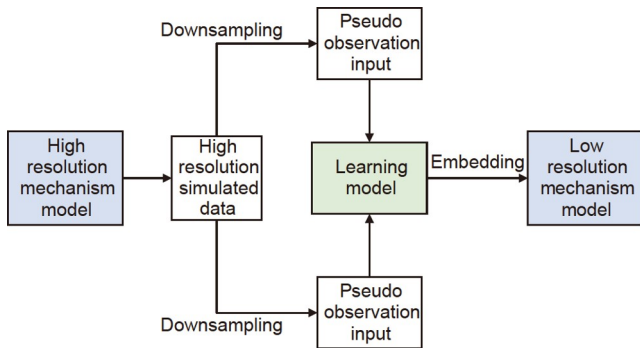 Downsampling
Pseudo
observation
input
High
resolution
mechanism
model
High
resolution
simulated
data
Learning
model
Embedding
Low
resolution
mechanism
model
Downsampling
Pseudo
observation
input